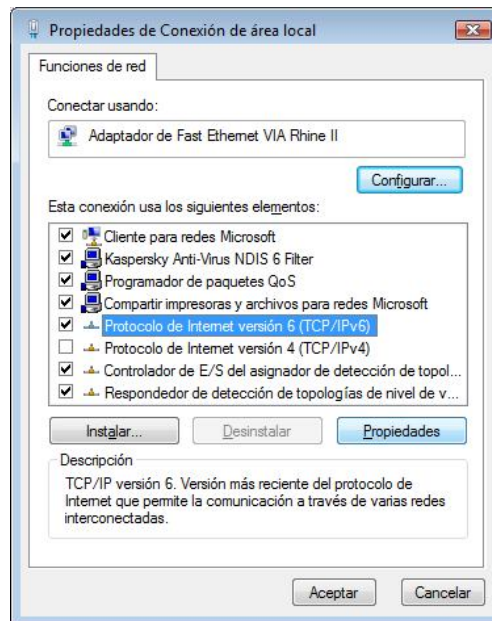 Propiedades de Conexión de área local
Funciones de red
Conectar usando:
Adaptador de Fast Ethernet VIA Rhine II
Configurar...
Esta conexión usa los siguientes elementos:
Cliente para redes Microsoft
Kaspersky Anti-Virus NDIS 6 Filter
Programador de paquetes QoS
Compartir impresoras y archivos para redes Microsoft
Protocolo de Internet versión 6 (TCP/IPv6)
Protocolo de Internet versión 4 (TCP/IPv4)
Controlador de E/S del asignador de detección de topol...
Respondedor de detección de topologías de nivel de v...
Instalar...
Desinstalar
Propiedades
Descripción
TCP/IP versión 6. Versión más reciente del protocolo de
Internet que permite la comunicación a través de varias redes
interconectadas.
Aceptar
Cancelar